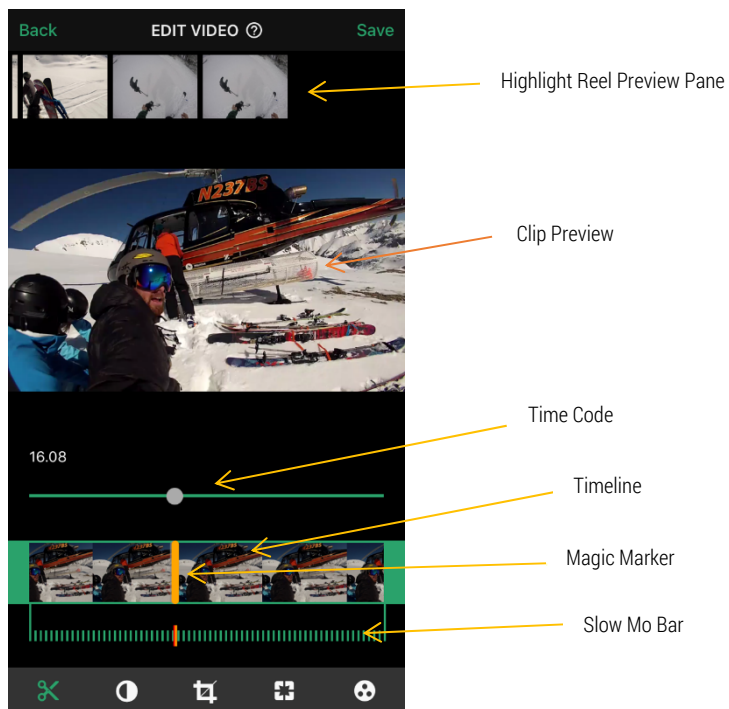 Back EDIT VIDEO ? Save
Highlight Reel Preview Pane
N237BS
Clip Preview
Time Code
16.08
Timeline
Magic Marker
Slow Mo Bar